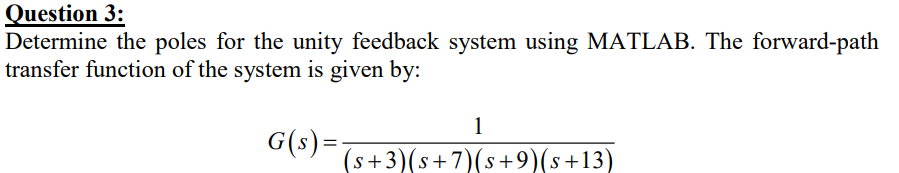 Question 3:
Determine the poles for the unity feedback system using MATLAB. The forward-path
transfer function of the system is given by:
1
G(s)=
(s+3)(s+7)(s+9)(s+13)